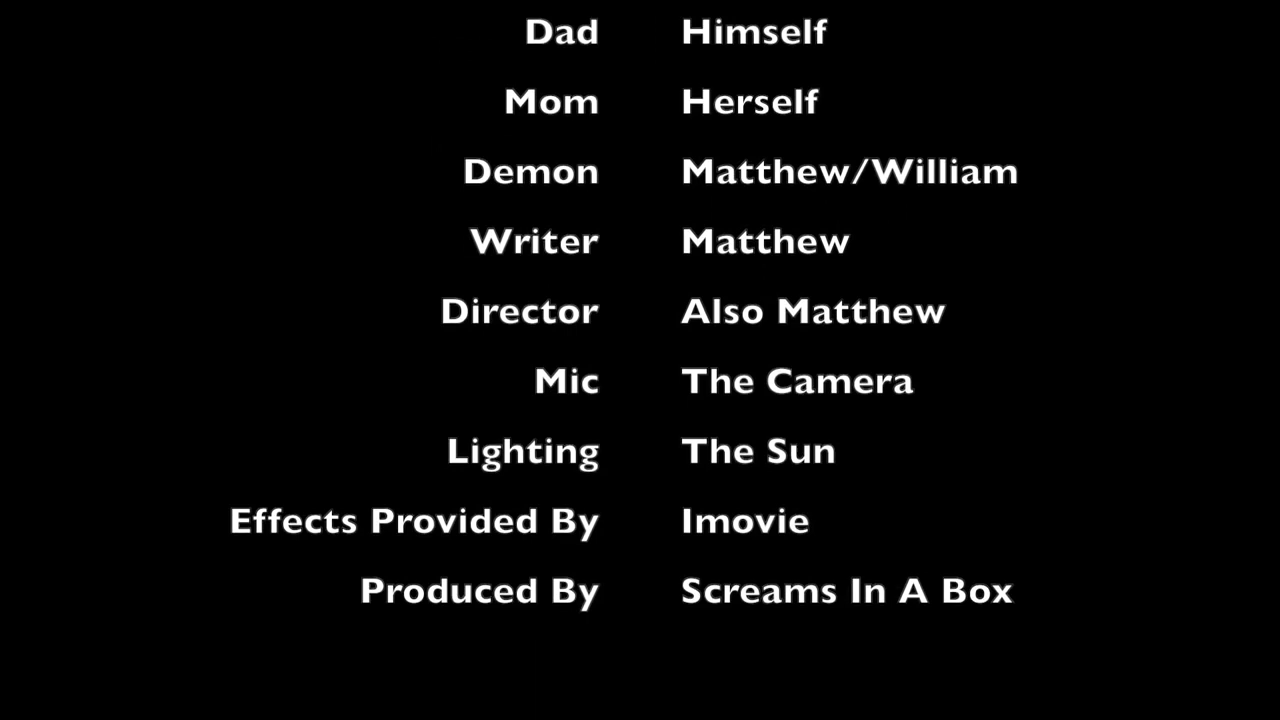 Dad Himself
Mom Herself
Demon Matthew/William
Writer Matthew
Director Also Matthew
Mic The Camera
Lighting The Sun
Effects Provided By Imovie
Produced By Screams In A Box